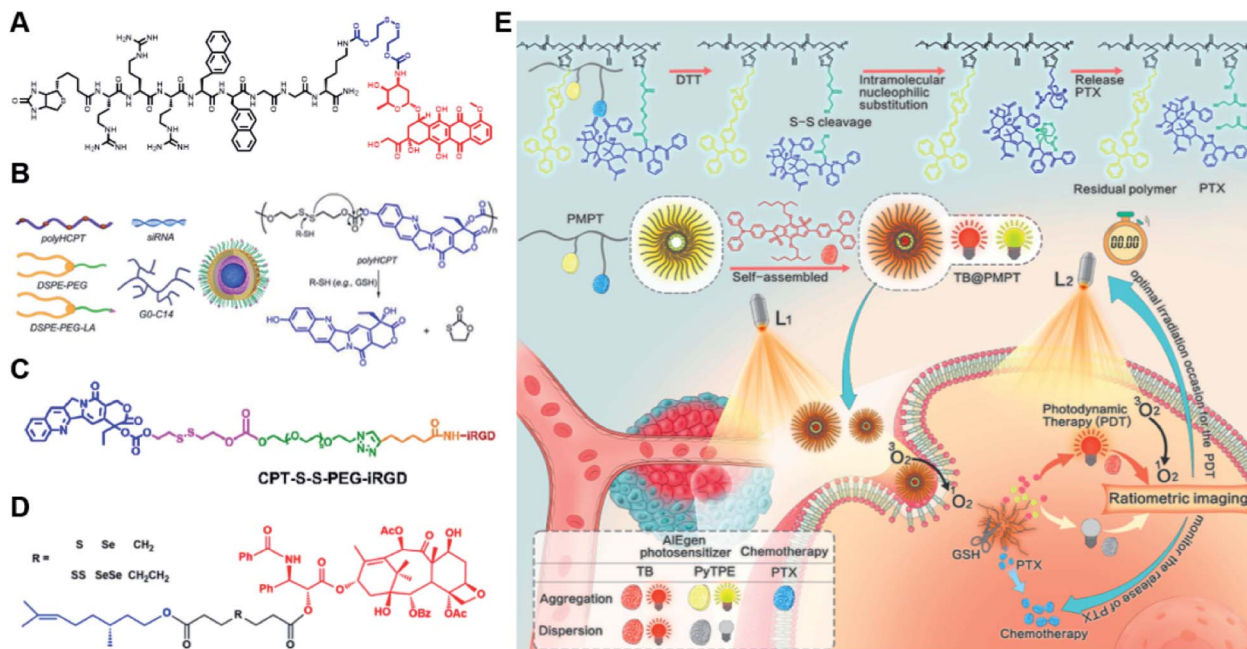 A
B
polyHCPT
siRNA
DSPE-PEG
G0-C14
DSPE-PEG-LA
R-SH
polyHCPT
R-SH (e.g., GSH)
+
C
CPT-S-S-PEG-iRGD
D
R =
S Se CH2
SS SeSe CH2CH2
E
DTT
S-S cleavage
Intramolecular
nucleophilic
substitution
Release
PTX
Residual polymer
PTX
PMPT
Self-assembled
TB@PMPT
00.00
L1
L2
optimal irradiation occasion for the PDT
3O2
1O2
GSH
PTX
Photodynamic
Therapy (PDT)
3O2
1O2
Ratiometric imaging
monitor the release of PTX
Chemotherapy
AIEgen
photosensitizer
Chemotherapy
TB PyTPE PTX
Aggregation
Dispersion